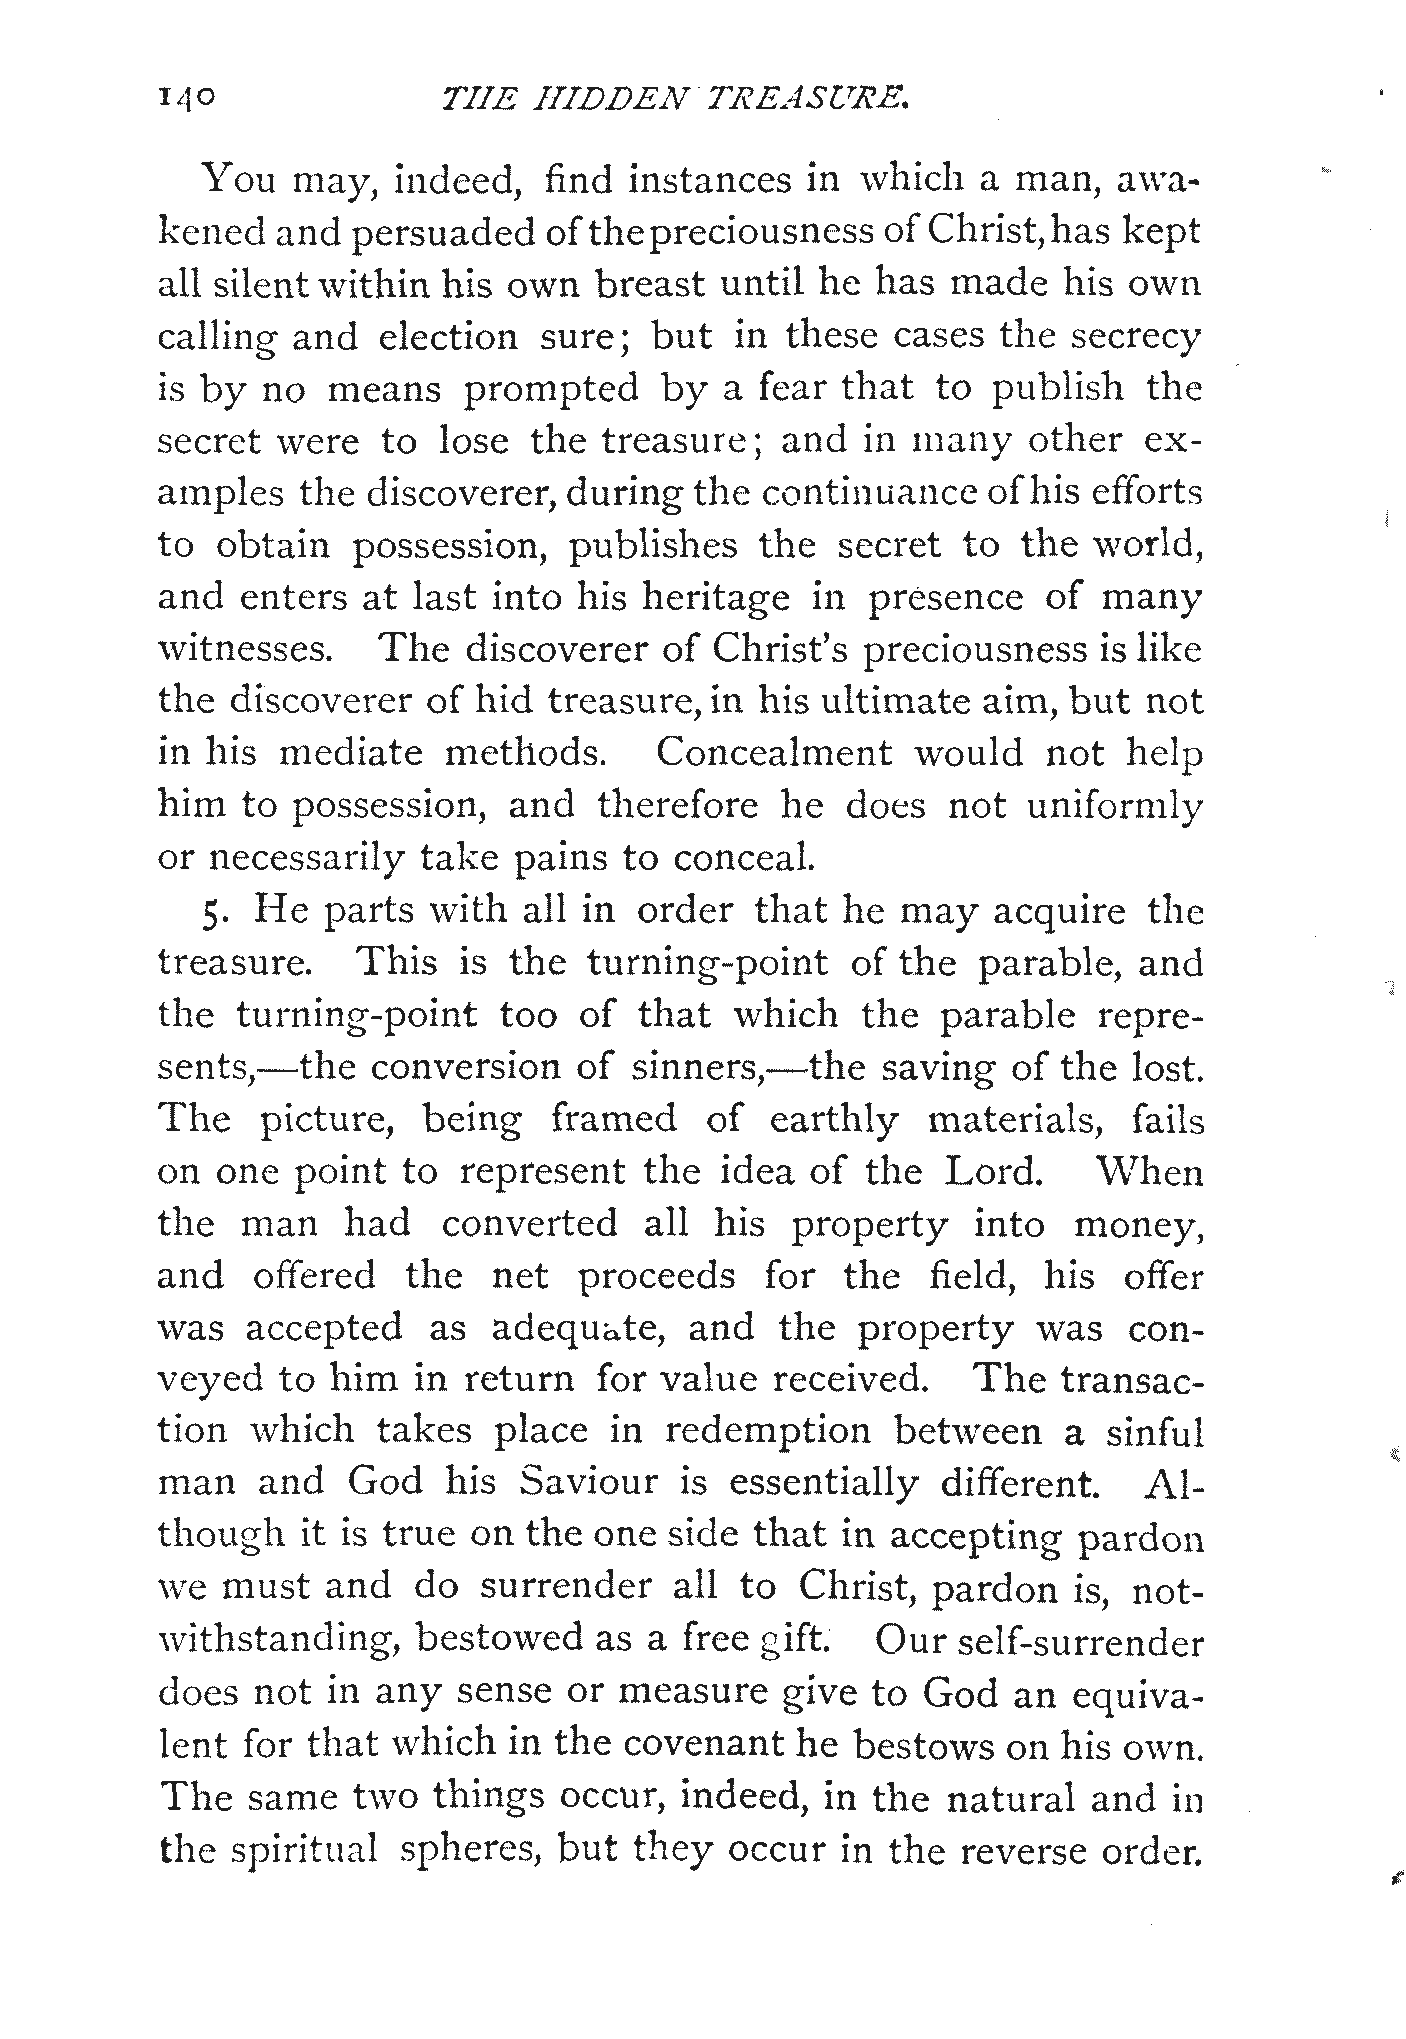 140 THE HIDDEN TREASURE.
You may, indeed, find instances in which a man, awa-
kened and persuaded of the preciousness of Christ, has kept
all silent within his own breast until he has made his own
calling and election sure; but in these cases the secrecy
is by no means prompted by a fear that to publish the
secret were to lose the treasure; and in many other ex-
amples the discoverer, during the continuance of his efforts
to obtain possession, publishes the secret to the world,
and enters at last into his heritage in presence of many
witnesses. The discoverer of Christ's preciousness is like
the discoverer of hid treasure, in his ultimate aim, but not
in his mediate methods. Concealment would not help
him to possession, and therefore he does not uniformly
or necessarily take pains to conceal.
5. He parts with all in order that he may acquire the
treasure. This is the turning-point of the parable, and
the turning-point too of that which the parable repre-
sents,—the conversion of sinners,—the saving of the lost.
The picture, being framed of earthly materials, fails
on one point to represent the idea of the Lord. When
the man had converted all his property into money,
and offered the net proceeds for the field, his offer
was accepted as adequate, and the property was con-
veyed to him in return for value received. The transac-
tion which takes place in redemption between a sinful
man and God his Saviour is essentially different. Al-
though it is true on the one side that in accepting pardon
we must and do surrender all to Christ, pardon is, not-
withstanding, bestowed as a free gift. Our self-surrender
does not in any sense or measure give to God an equiva-
lent for that which in the covenant he bestows on his own.
The same two things occur, indeed, in the natural and in
the spiritual spheres, but they occur in the reverse order.